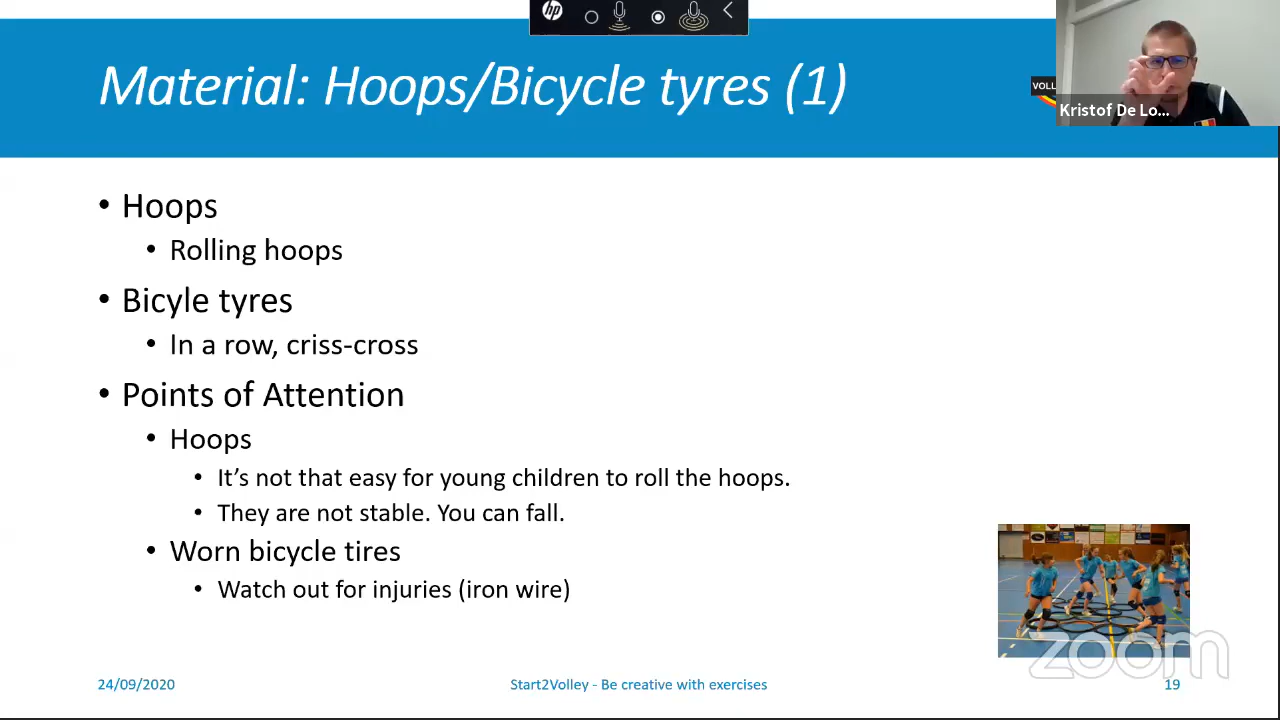 hp
Material: Hoops/Bicycle tyres (1)
VOLL
Kristof De Lo...
• Hoops
• Rolling hoops
• Bicyle tyres
• In a row, criss-cross
• Points of Attention
• Hoops
• It’s not that easy for young children to roll the hoops.
• They are not stable. You can fall.
• Worn bicycle tires
• Watch out for injuries (iron wire)
zoom
24/09/2020
Start2Volley - Be creative with exercises
19